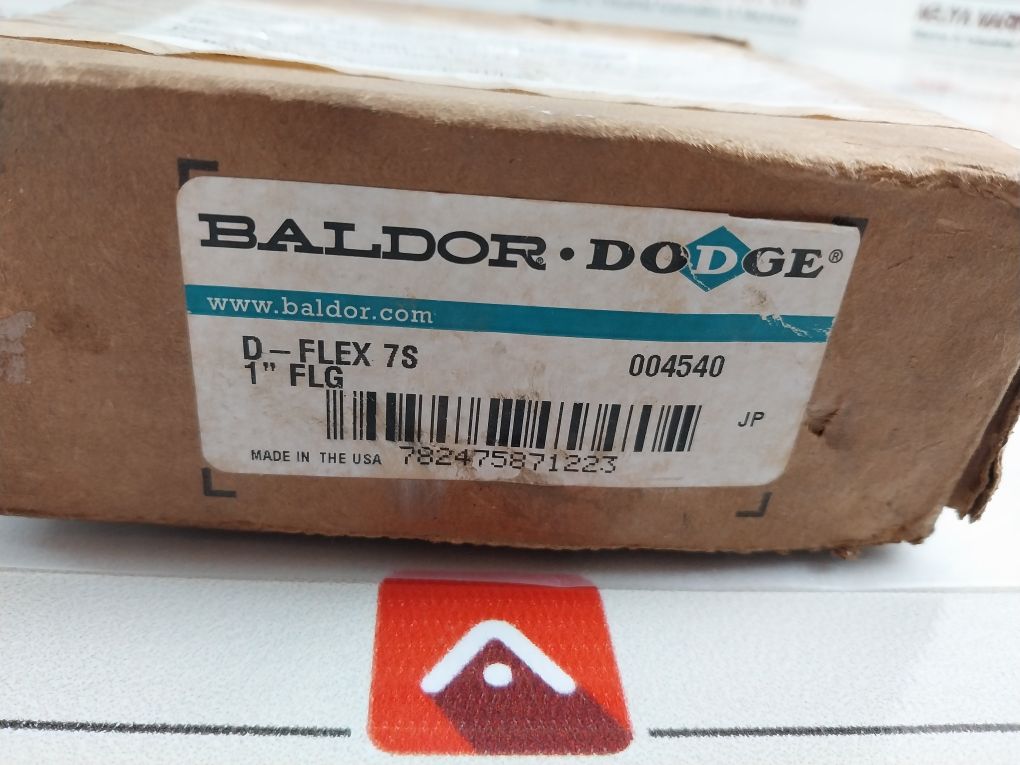 BALDOR® • DODGE®
www.baldor.com
D-FLEX 7S
1" FLG
004540
JP
MADE IN THE USA 782475871223